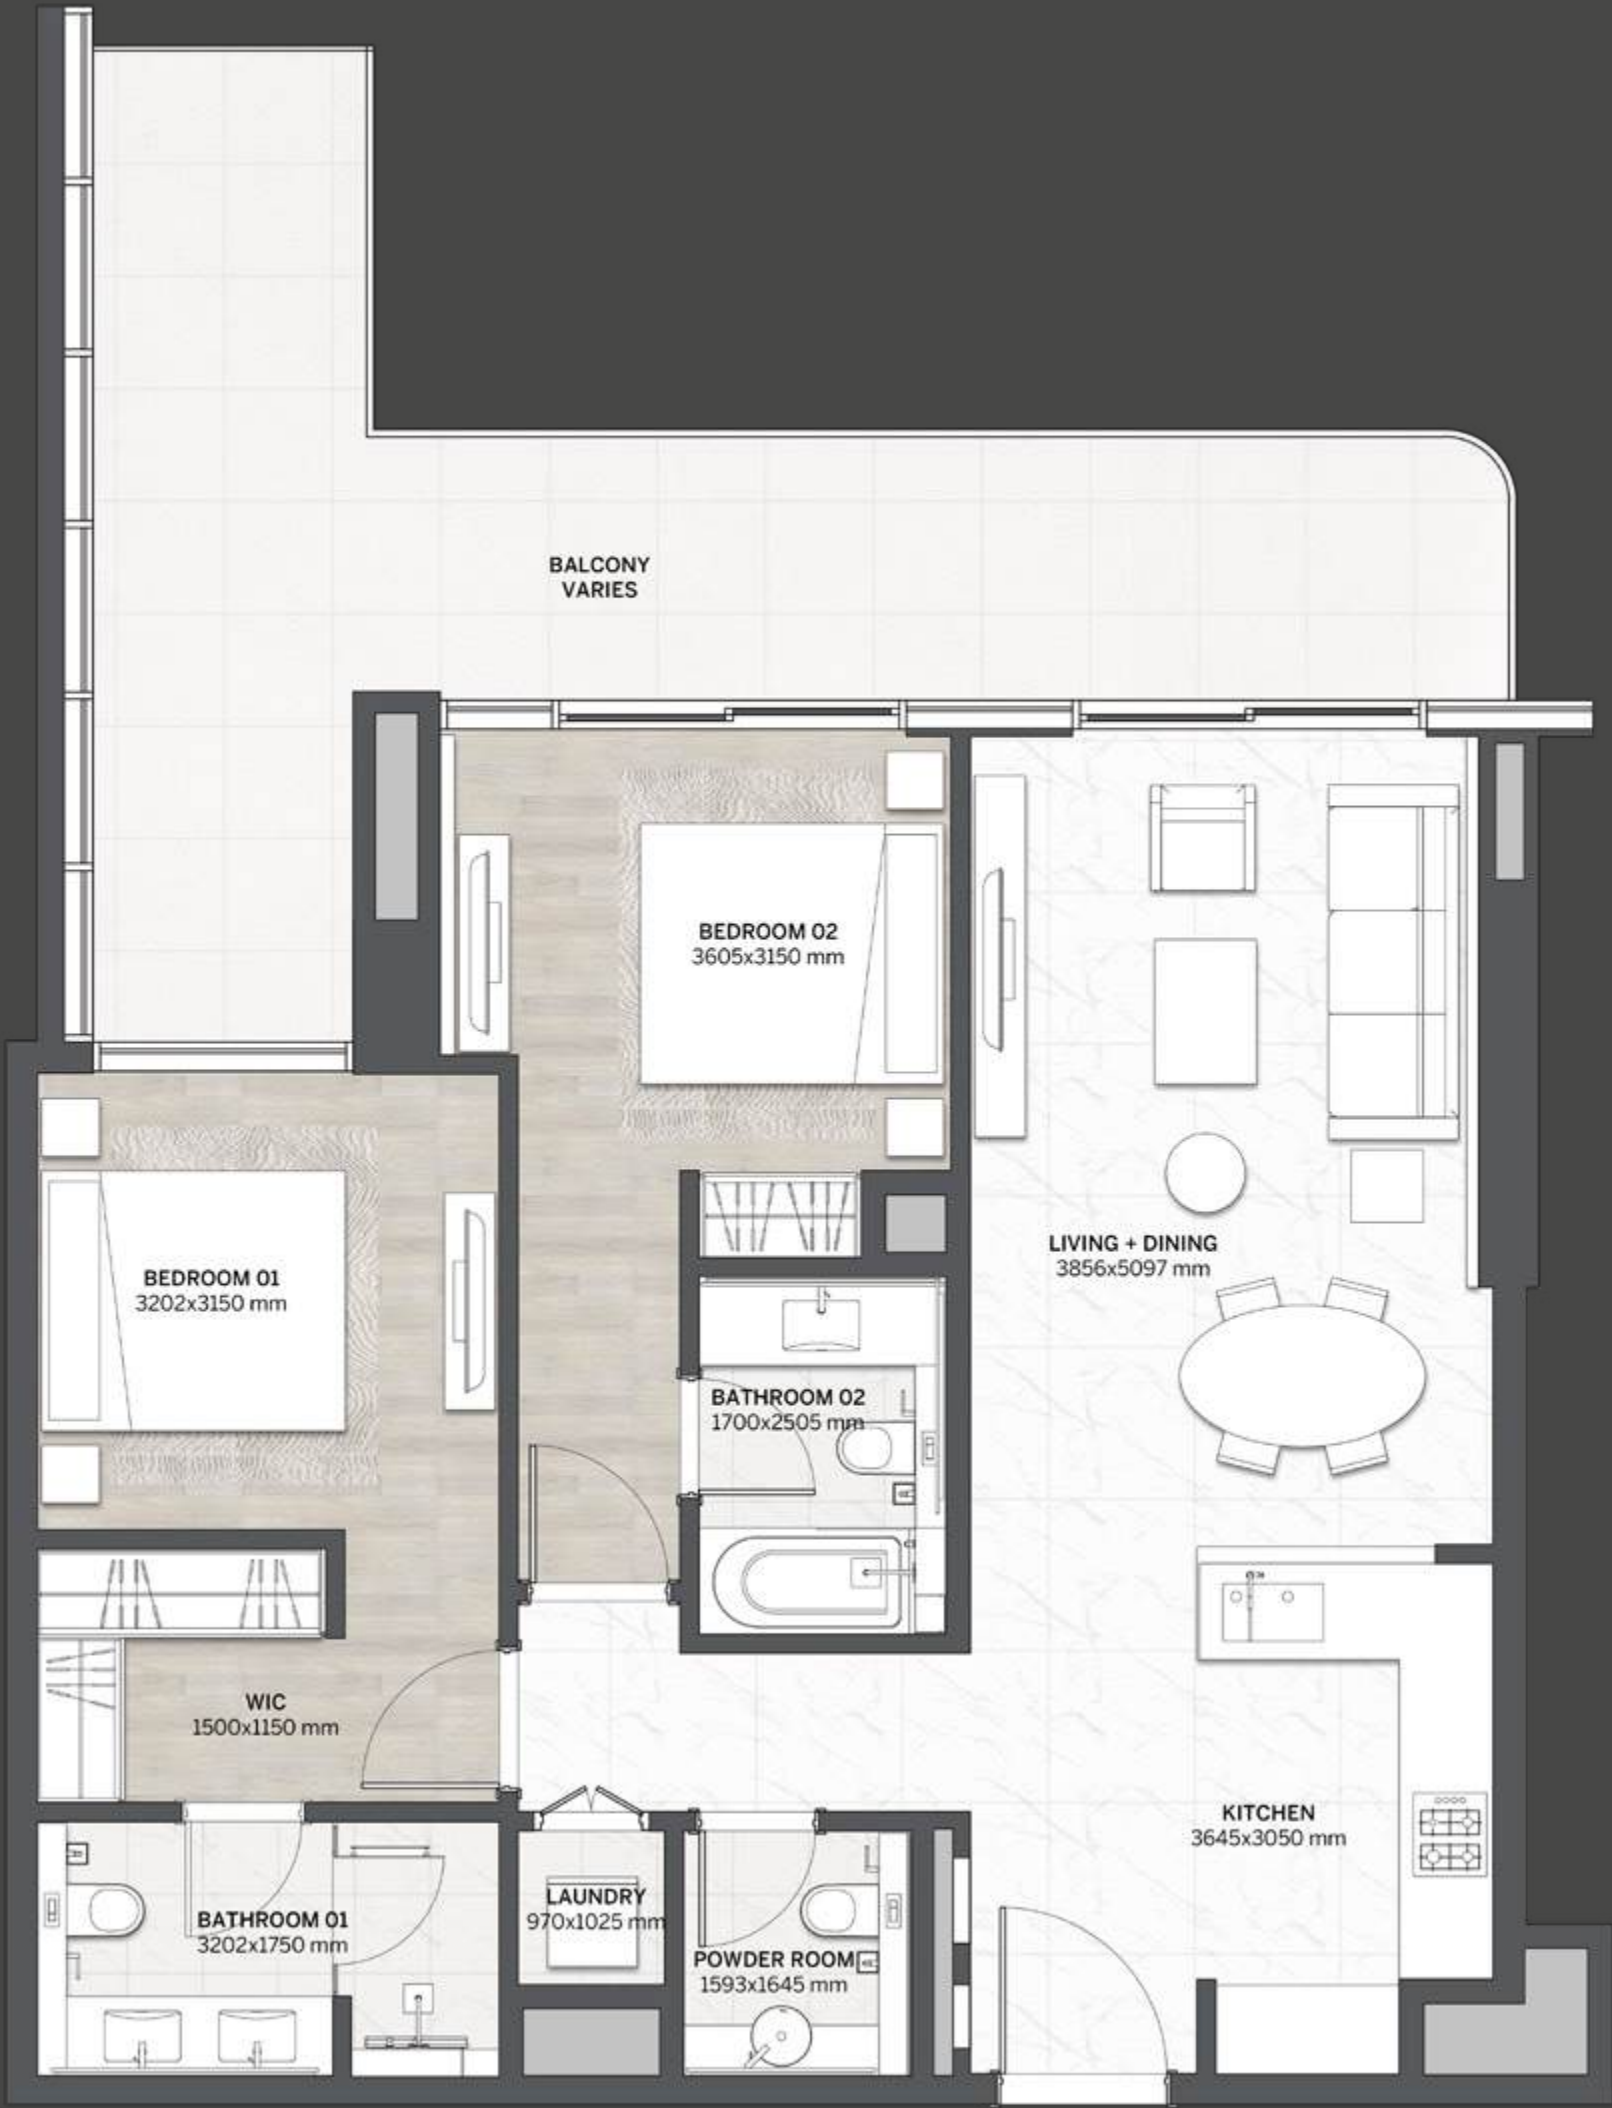 BALCONY
VARIES
BEDROOM 02
3605x3150 mm
LIVING + DINING
3856x5097 mm
BEDROOM 01
3202x3150 mm
BATHROOM 02
1700x2505 mm
WIC
1500x1150 mm
KITCHEN
3645x3050 mm
LAUNDRY
970x1025 mm
BATHROOM 01
3202x1750 mm
POWDER ROOM
1593x1645 mm